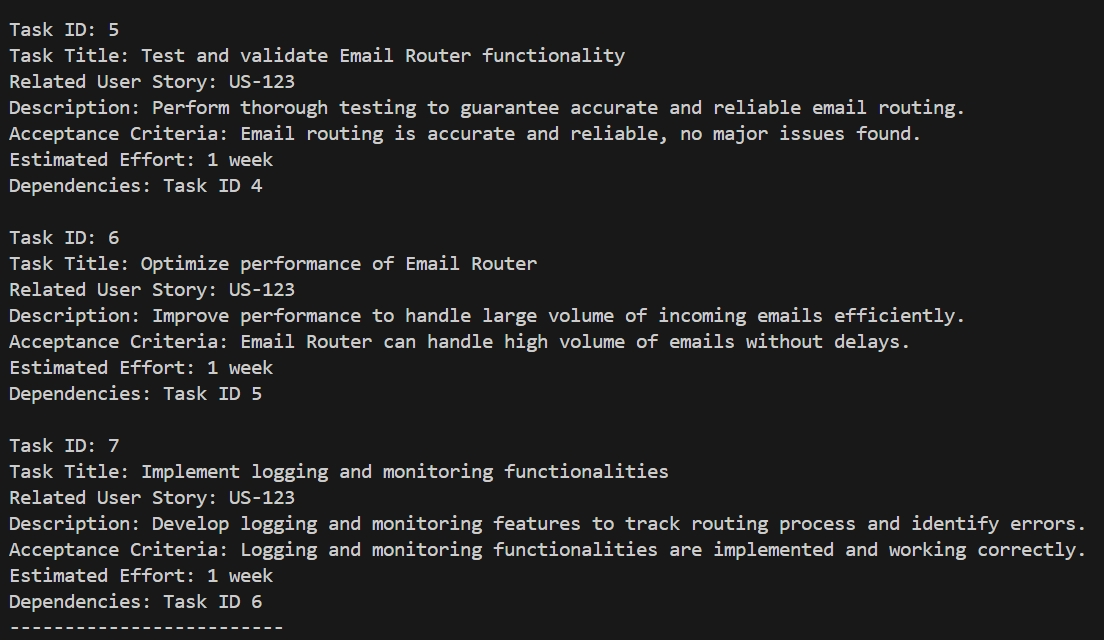 Task ID: 5
Task Title: Test and validate Email Router functionality
Related User Story: US-123
Description: Perform thorough testing to guarantee accurate and reliable email routing.
Acceptance Criteria: Email routing is accurate and reliable, no major issues found.
Estimated Effort: 1 week
Dependencies: Task ID 4

Task ID: 6
Task Title: Optimize performance of Email Router
Related User Story: US-123
Description: Improve performance to handle large volume of incoming emails efficiently.
Acceptance Criteria: Email Router can handle high volume of emails without delays.
Estimated Effort: 1 week
Dependencies: Task ID 5

Task ID: 7
Task Title: Implement logging and monitoring functionalities
Related User Story: US-123
Description: Develop logging and monitoring features to track routing process and identify errors.
Acceptance Criteria: Logging and monitoring functionalities are implemented and working correctly.
Estimated Effort: 1 week
Dependencies: Task ID 6
-------------------------